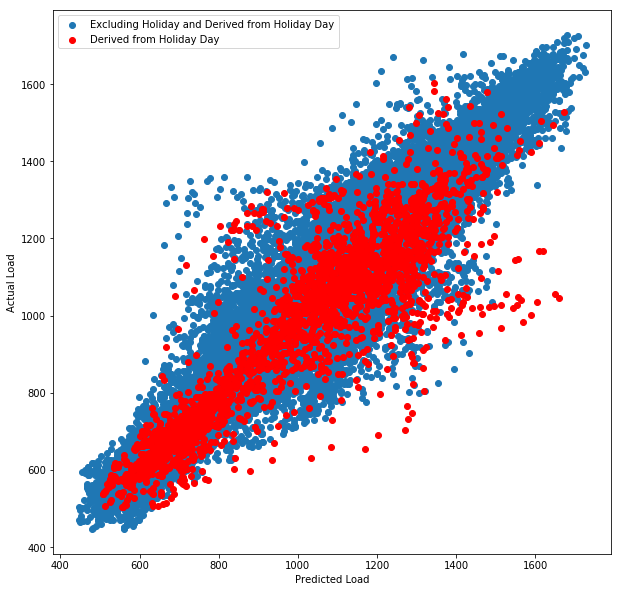 Excluding Holiday and Derived from Holiday Day
Derived from Holiday Day
1600
1400
1200
1000
800
600
400
Actual Load
400 600 800 1000 1200 1400 1600
Predicted Load